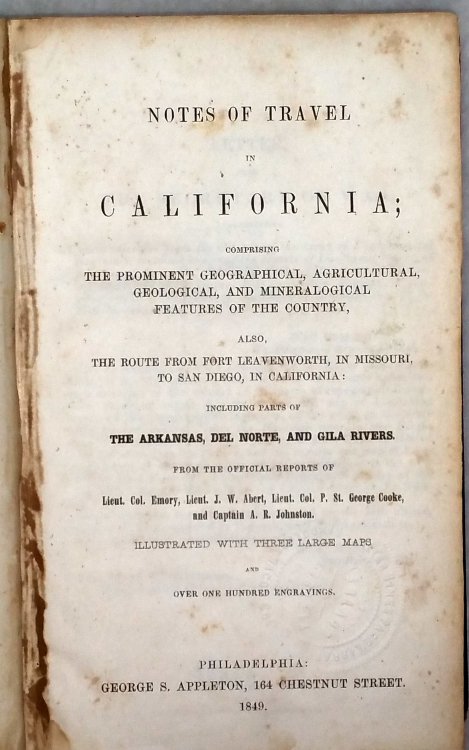 NOTES OF TRAVEL
IN
CALIFORNIA;
COMPRISING
THE PROMINENT GEOGRAPHICAL, AGRICULTURAL,
GEOLOGICAL, AND MINERALOGICAL
FEATURES OF THE COUNTRY,
ALSO,
THE ROUTE FROM FORT LEAVENWORTH, IN MISSOURI,
TO SAN DIEGO, IN CALIFORNIA:
INCLUDING PARTS OF
THE ARKANSAS, DEL NORTE, AND GILA RIVERS.
FROM THE OFFICIAL REPORTS OF
Lieut. Col. Emory, Lieut. J. W. Abert, Lieut. Col. P. St. George Cooke,
and Captain A. R. Johnston.
ILLUSTRATED WITH THREE LARGE MAPS
AND
OVER ONE HUNDRED ENGRAVINGS.
PHILADELPHIA:
GEORGE S. APPLETON, 164 CHESTNUT STREET.
1849.